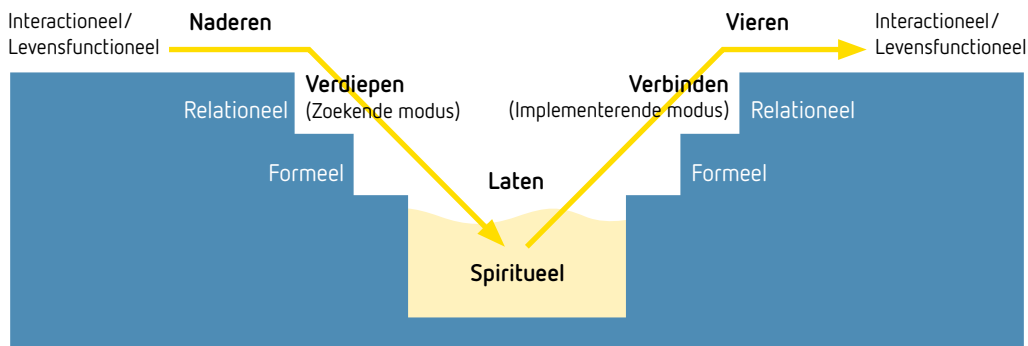 Interactioneel/
Levensfunctioneel
Naderen
Vieren
Interactioneel/
Levensfunctioneel
Verdiepen
(Zoekende modus)
Verbinden
(Implementerende modus)
Relationeel
Relationeel
Formeel
Formeel
Laten
Spiritueel